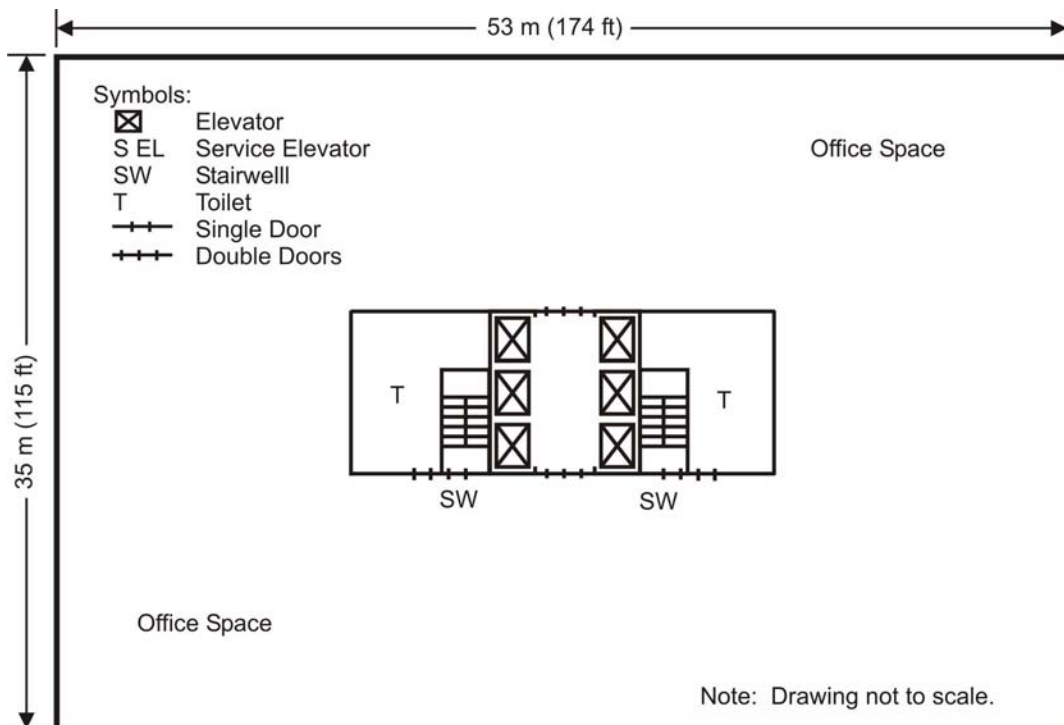 53 m (174 ft)
Symbols:
Elevator
S EL Service Elevator
SW Stairwelll
T Toilet
Single Door
Double Doors
Office Space
35 m (115 ft)
T
T
SW
SW
Office Space
Note: Drawing not to scale.